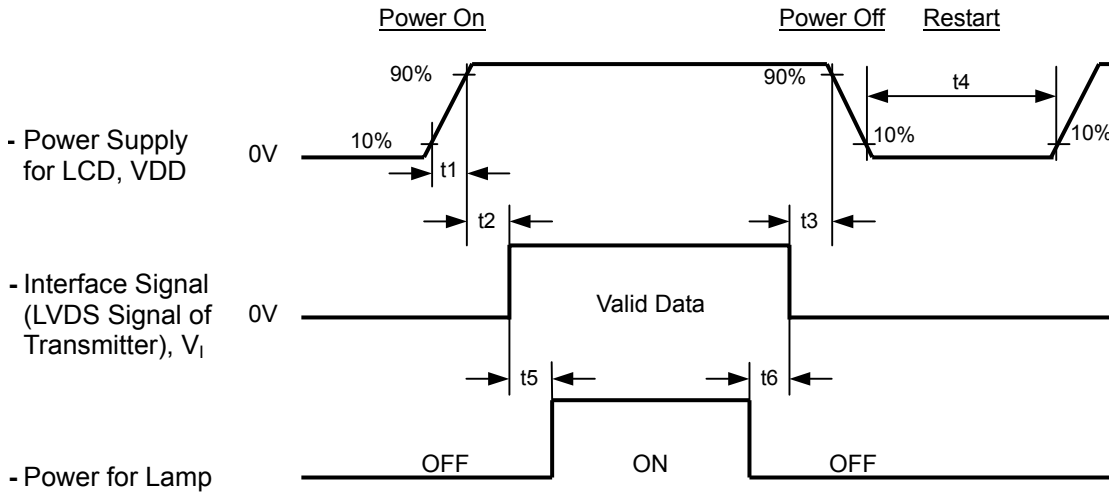 Power On
Power Off
Restart
90%
90%
t4
10%
10%
10%
- Power Supply
for LCD, VDD
0V
t1
t2
t3
- Interface Signal
(LVDS Signal of
Transmitter), VI
0V
Valid Data
t5
t6
- Power for Lamp
OFF
ON
OFF